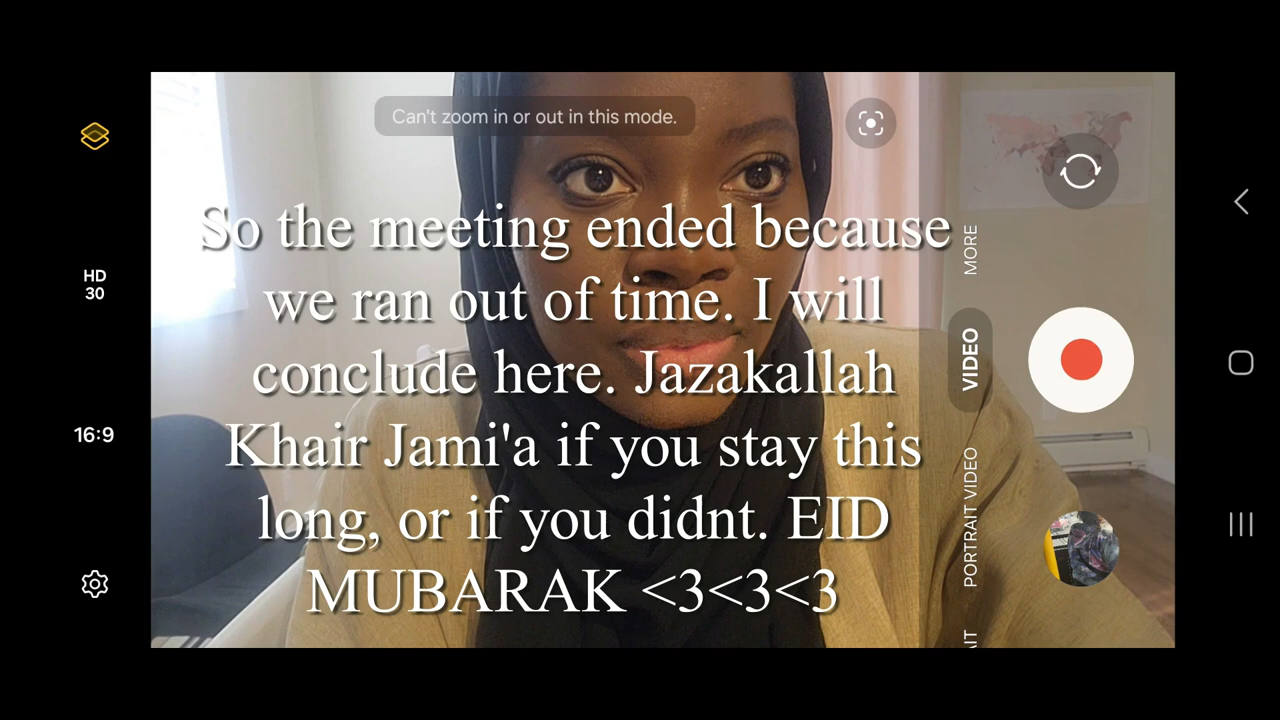 Can't zoom in or out in this mode.
HD
30
16:9
So the meeting ended because
we ran out of time. I will
conclude here. Jazakallah
Khair Jami'a if you stay this
long, or if you didnt. EID
MUBARAK <3<3<3
MORE
VIDEO
PORTRAIT VIDEO